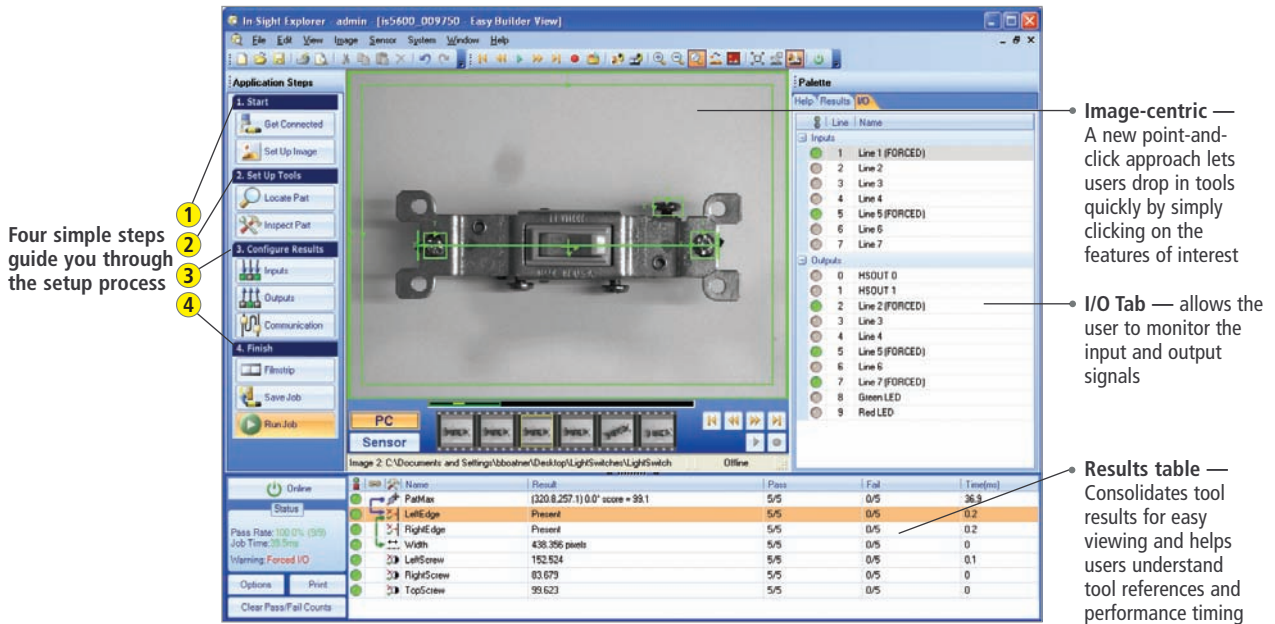 In-Sight Explorer - admin - [is5600_009750 - EasyBuilder View]
File Edit View Image Sensor System Window Help
Application Steps
1. Start
Get Connected
Set Up Image
2. Set Up Tools
Locate Part
Inspect Part
3. Configure Results
Inputs
Outputs
Communication
4. Finish
Filmstrip
Save Job
Run Job
Four simple steps
guide you through
the setup process
1
2
3
4
PC
Sensor
Image 2: C:\Documents and Settings\bboatner\Desktop\LightSwitches\LightSwitch Offline
Palette
Help Results I/O
Line Name
Inputs
1 Line 1 (FORCED)
2 Line 2
3 Line 3
4 Line 4
5 Line 5 (FORCED)
6 Line 6
7 Line 7
Outputs
0 HSOUT 0
1 HSOUT 1
2 Line 2 (FORCED)
3 Line 3
4 Line 4
5 Line 5 (FORCED)
6 Line 6
7 Line 7 (FORCED)
8 Green LED
9 Red LED
Image-centric —
A new point-and-
click approach lets
users drop in tools
quickly by simply
clicking on the
features of interest
I/O Tab — allows the
user to monitor the
input and output
signals
Results table —
Consolidates tool
results for easy
viewing and helps
users understand
tool references and
performance timing
Online
Status
Pass Rate: 100.0% (9/9)
Job Time: 39.5ms
Warning: Forced I/O
Options Print
Clear Pass/Fail Counts
Name Result Pass Fail Time(ms)
PatMax (320.8,257.1) 0.0° score = 99.1 5/5 0/5 36.9
LeftEdge Present 5/5 0/5 0.2
RightEdge Present 5/5 0/5 0.2
Width 438.356 pixels 5/5 0/5 0
LeftScrew 152.524 5/5 0/5 0.1
RightScrew 83.679 5/5 0/5 0
TopScrew 99.623 5/5 0/5 0